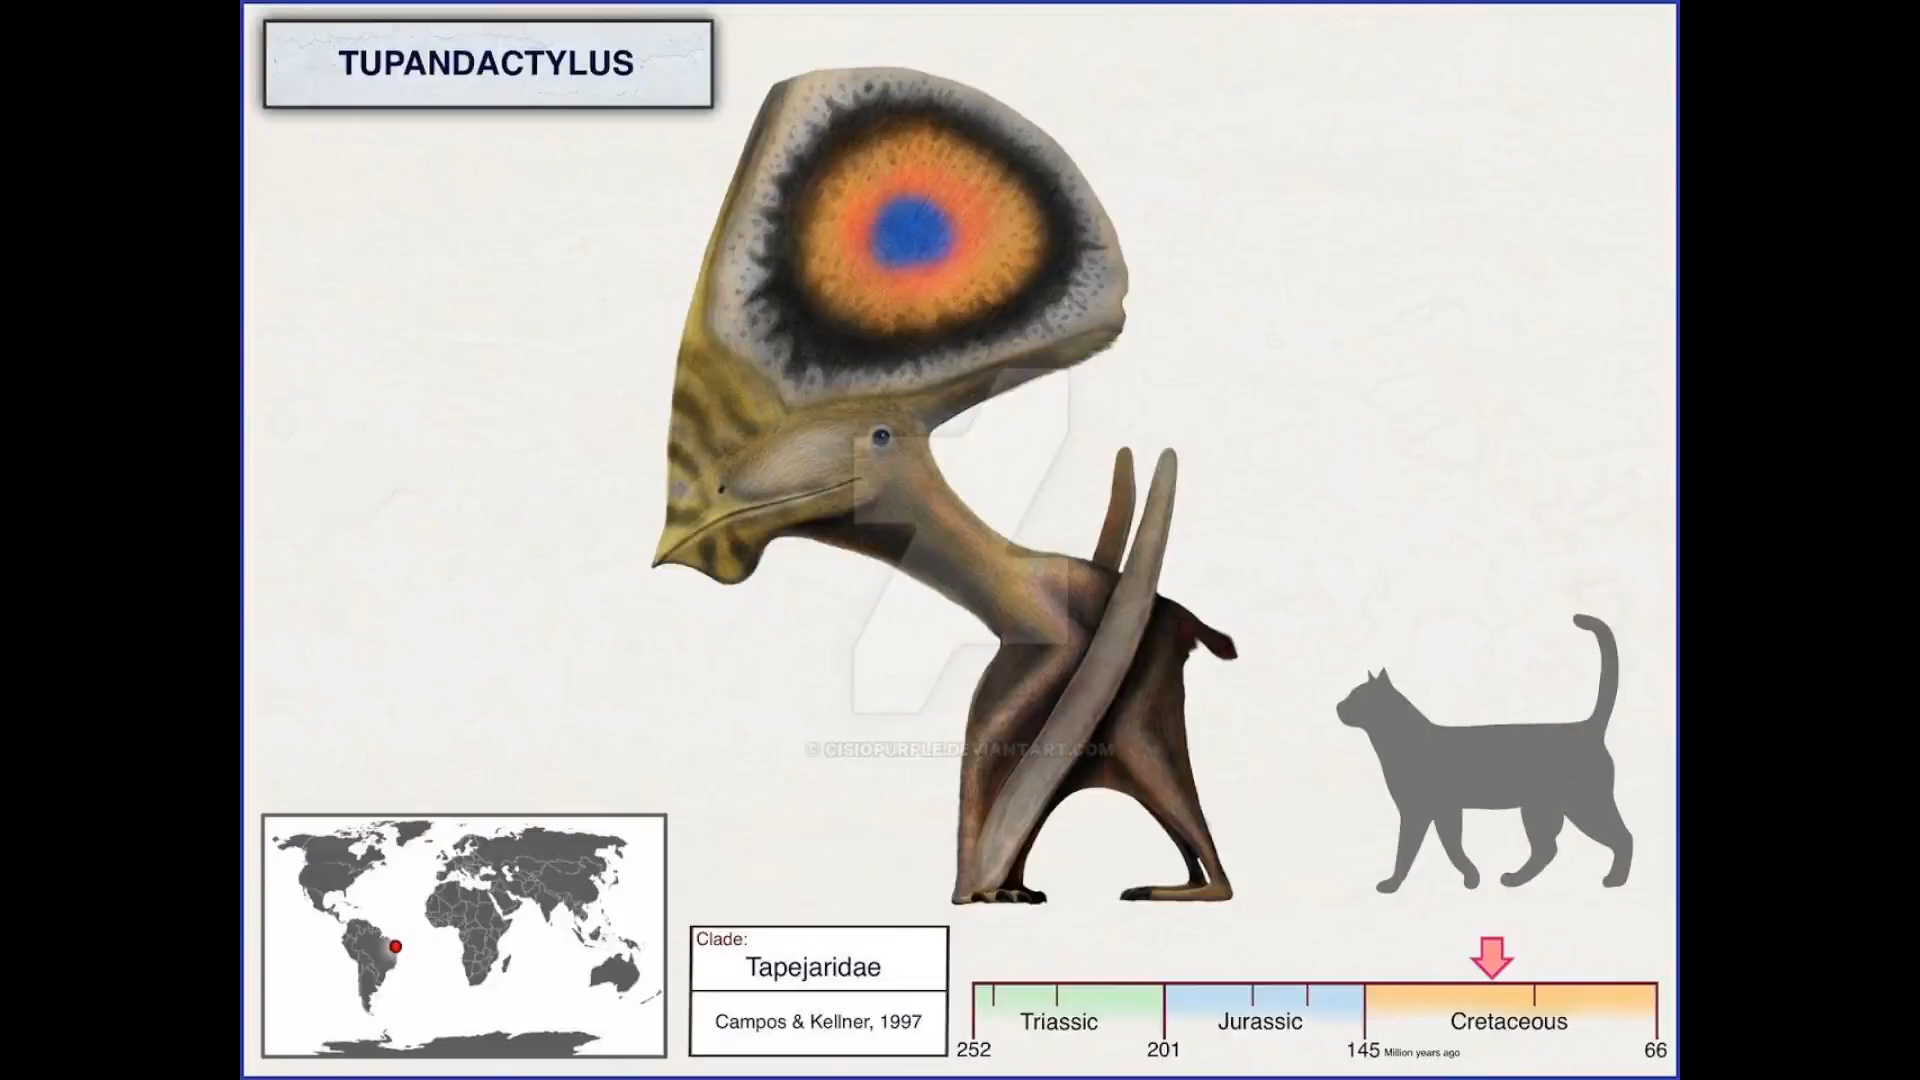 TUPANDACTYLUS
© CISIOPURPLE.DEVIANTART.COM
Clade:
Tapejaridae
Campos & Kellner, 1997
Triassic
Jurassic
Cretaceous
252
201
145 Million years ago
66